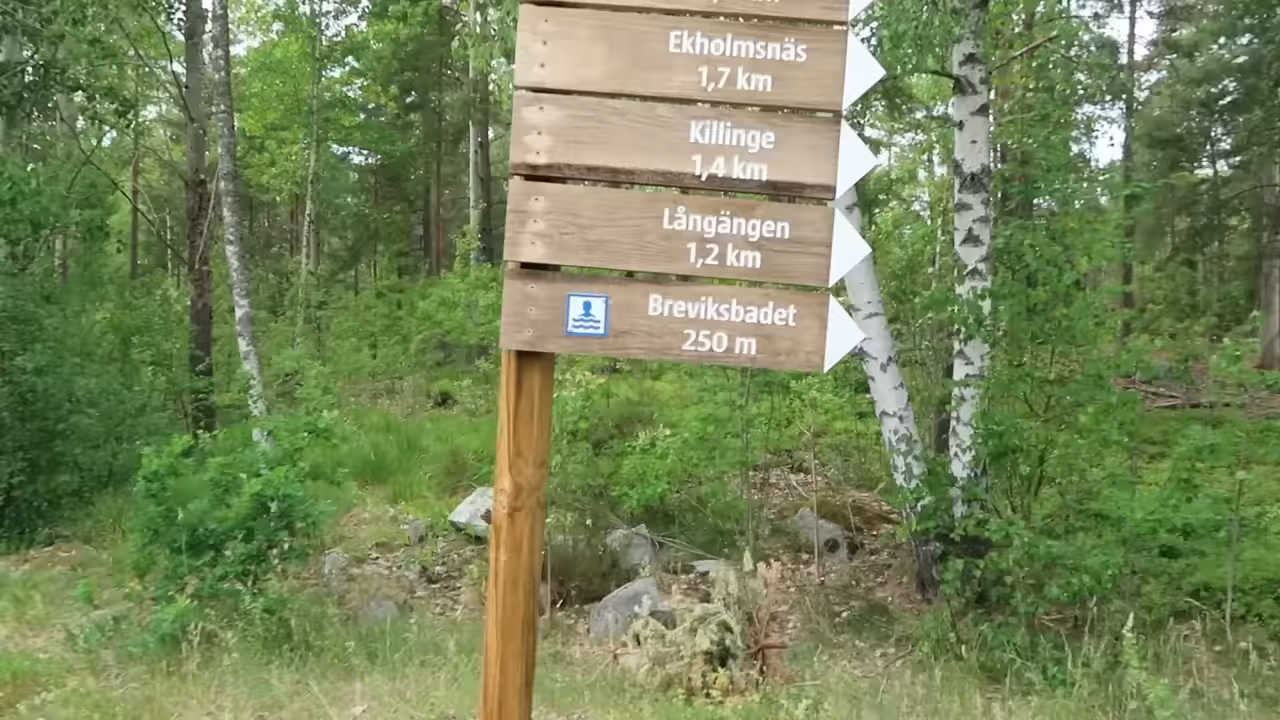 Ekholmsnäs
1,7 km
Killinge
1,4 km
Långängen
1,2 km
Breviksbadet
250 m